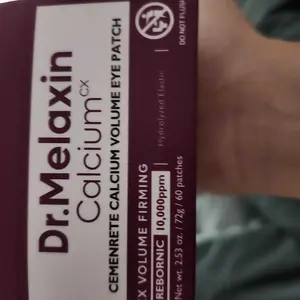 Dr.Melaxin
Calcium CX
CEMENRETE CALCIUM VOLUME EYE PATCH
Hydrolyzed Elastin
X VOLUME FIRMING
REBORNIC 10,000ppm
Net wt. 2.53 oz. / 72g / 60 patches
DO NOT FLUSH